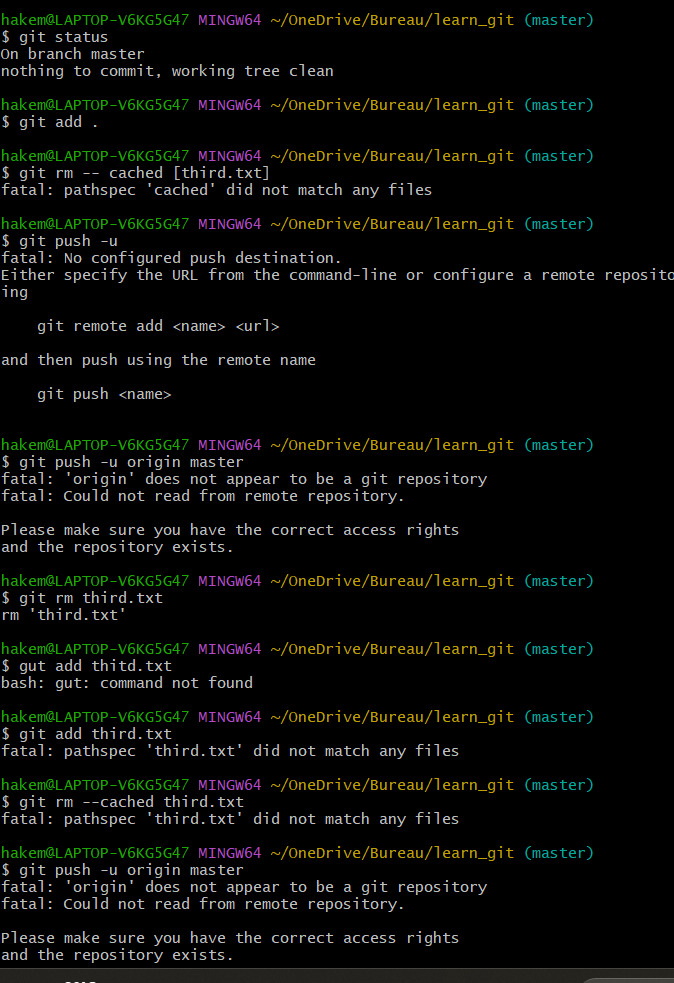 hakem@LAPTOP-V6KG5G47 MINGW64 ~/OneDrive/Bureau/learn_git (master)
$ git status
On branch master
nothing to commit, working tree clean
hakem@LAPTOP-V6KG5G47 MINGW64 ~/OneDrive/Bureau/learn_git (master)
$ git add .
hakem@LAPTOP-V6KG5G47 MINGW64 ~/OneDrive/Bureau/learn_git (master)
$ git rm -- cached [third.txt]
fatal: pathspec 'cached' did not match any files
hakem@LAPTOP-V6KG5G47 MINGW64 ~/OneDrive/Bureau/learn_git (master)
$ git push -u
fatal: No configured push destination.
Either specify the URL from the command-line or configure a remote reposito
ing
git remote add <name> <url>
and then push using the remote name
git push <name>
hakem@LAPTOP-V6KG5G47 MINGW64 ~/OneDrive/Bureau/learn_git (master)
$ git push -u origin master
fatal: 'origin' does not appear to be a git repository
fatal: Could not read from remote repository.
Please make sure you have the correct access rights
and the repository exists.
hakem@LAPTOP-V6KG5G47 MINGW64 ~/OneDrive/Bureau/learn_git (master)
$ git rm third.txt
rm 'third.txt'
hakem@LAPTOP-V6KG5G47 MINGW64 ~/OneDrive/Bureau/learn_git (master)
$ gut add thitd.txt
bash: gut: command not found
hakem@LAPTOP-V6KG5G47 MINGW64 ~/OneDrive/Bureau/learn_git (master)
$ git add third.txt
fatal: pathspec 'third.txt' did not match any files
hakem@LAPTOP-V6KG5G47 MINGW64 ~/OneDrive/Bureau/learn_git (master)
$ git rm --cached third.txt
fatal: pathspec 'third.txt' did not match any files
hakem@LAPTOP-V6KG5G47 MINGW64 ~/OneDrive/Bureau/learn_git (master)
$ git push -u origin master
fatal: 'origin' does not appear to be a git repository
fatal: Could not read from remote repository.
Please make sure you have the correct access rights
and the repository exists.